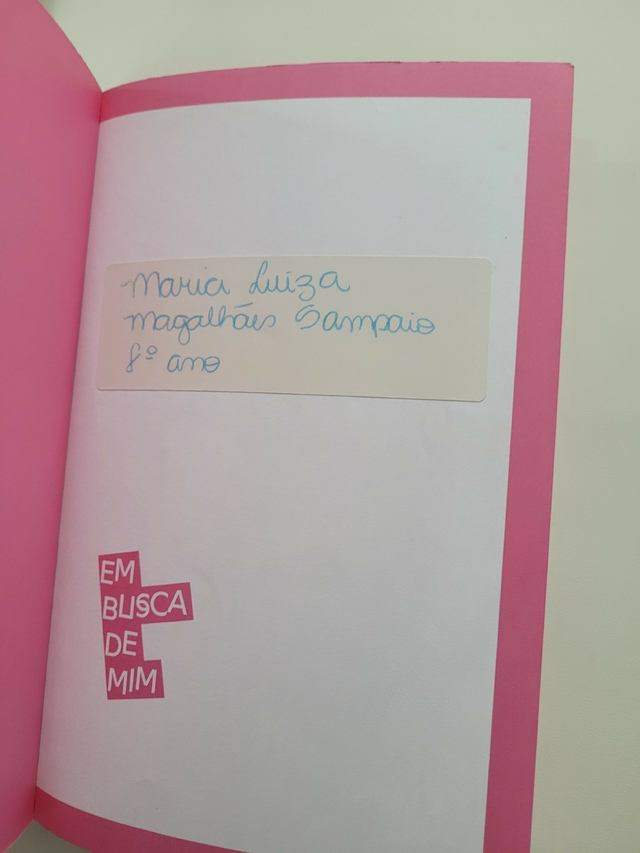 Maria Luiza
Magalhães Sampaio
8º ano
EM
BUSCA
DE
MIM